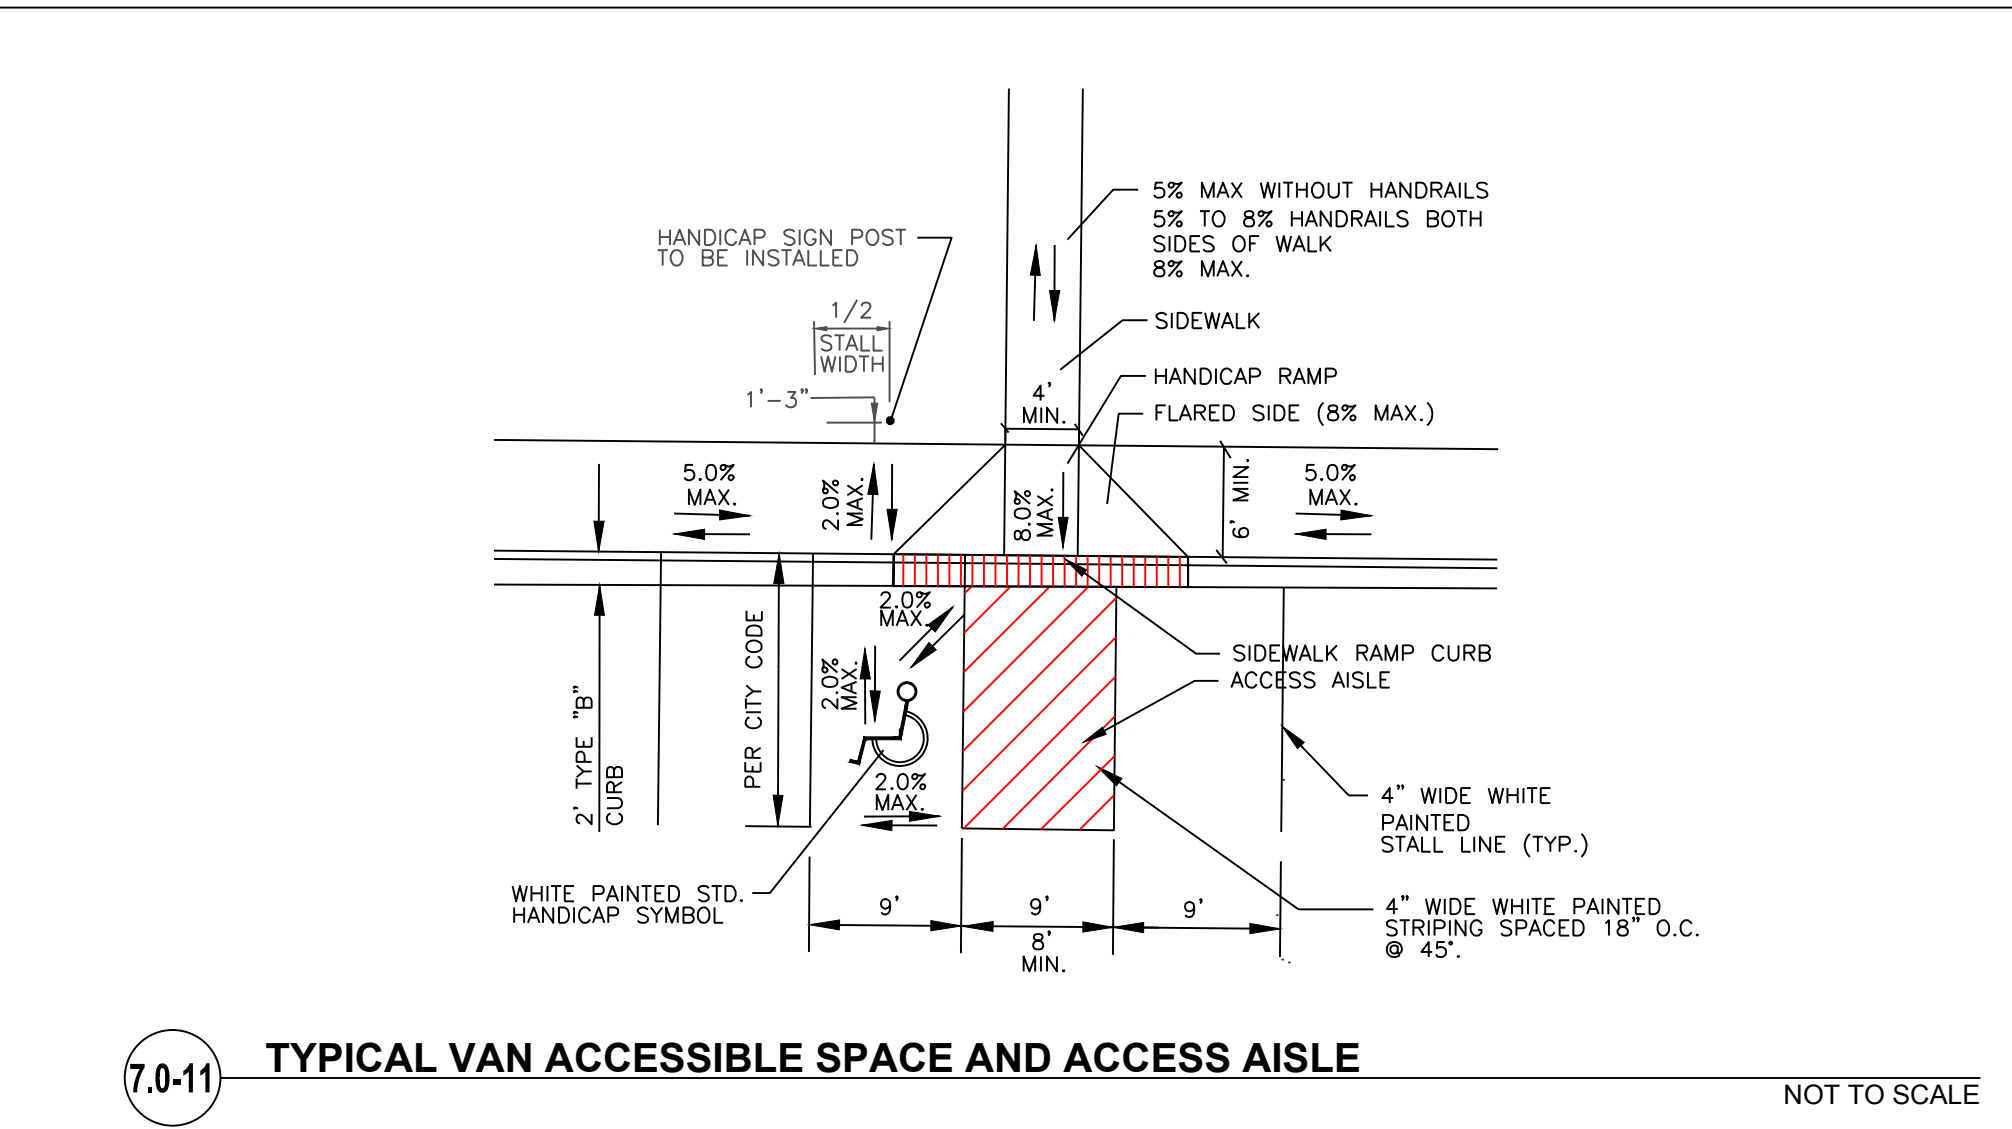 5% MAX WITHOUT HANDRAILS
5% TO 8% HANDRAILS BOTH
SIDES OF WALK
8% MAX.
HANDICAP SIGN POST
TO BE INSTALLED
1/2
STALL
WIDTH
1'-3"
SIDEWALK
HANDICAP RAMP
FLARED SIDE (8% MAX.)
4'
MIN.
5.0%
MAX.
2.0%
MAX.
8.0%
MAX.
6' MIN.
5.0%
MAX.
2.0%
MAX.
2.0%
MAX.
2.0%
MAX.
2' TYPE "B"
CURB
PER CITY CODE
SIDEWALK RAMP CURB
ACCESS AISLE
4" WIDE WHITE
PAINTED
STALL LINE (TYP.)
WHITE PAINTED STD.
HANDICAP SYMBOL
9'
9'
8'
MIN.
9'
4" WIDE WHITE PAINTED
STRIPING SPACED 18" O.C.
@ 45°.
7.0-11
TYPICAL VAN ACCESSIBLE SPACE AND ACCESS AISLE
NOT TO SCALE